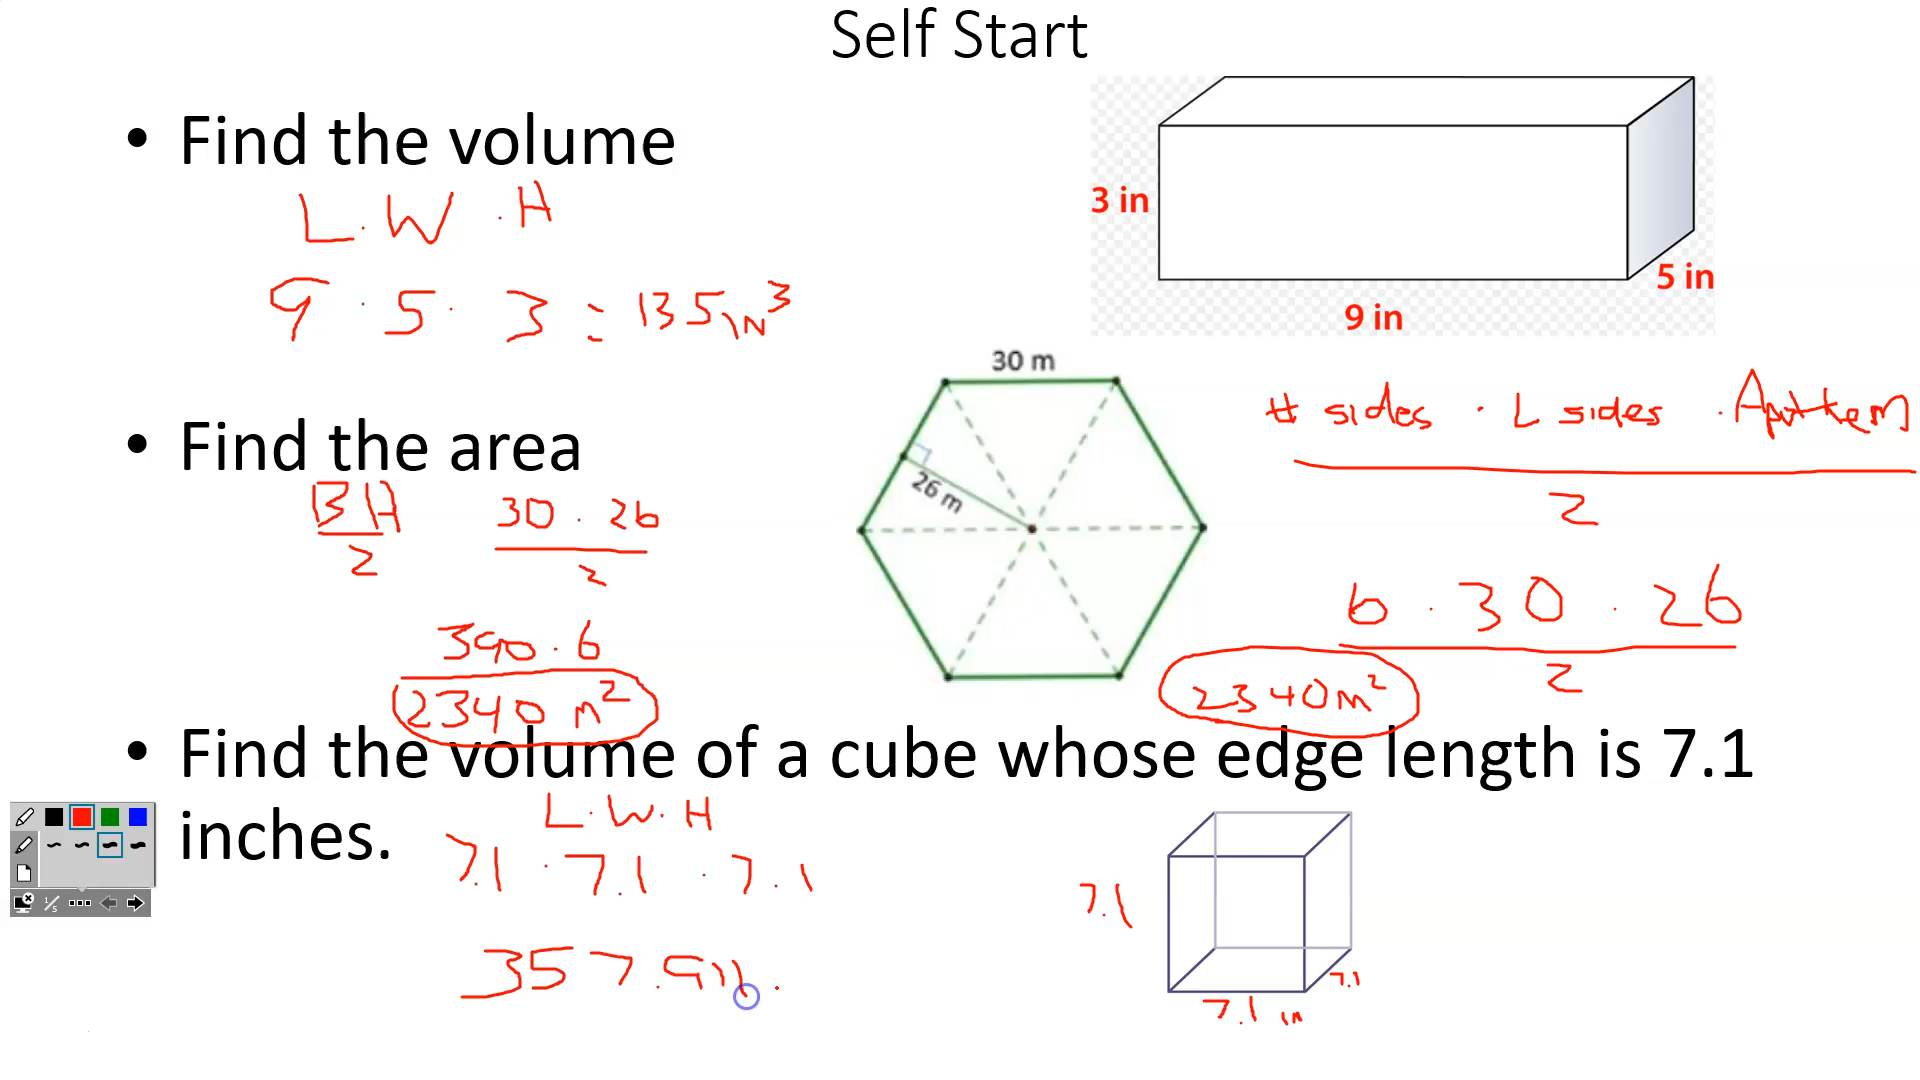 Self Start
• Find the volume
L · W · H
9 · 5 · 3 = 135 IN³
3 in
5 in
9 in
• Find the area
BH
2
30 · 26
2
390 · 6
2340 m²
30 m
26 m
# sides · L sides · Apothem
2
6 · 30 · 26
2
2340 m²
• Find the volume of a cube whose edge length is 7.1
inches.
L · W · H
7.1 · 7.1 · 7.1
357.911
7.1
7.1
7.1 in